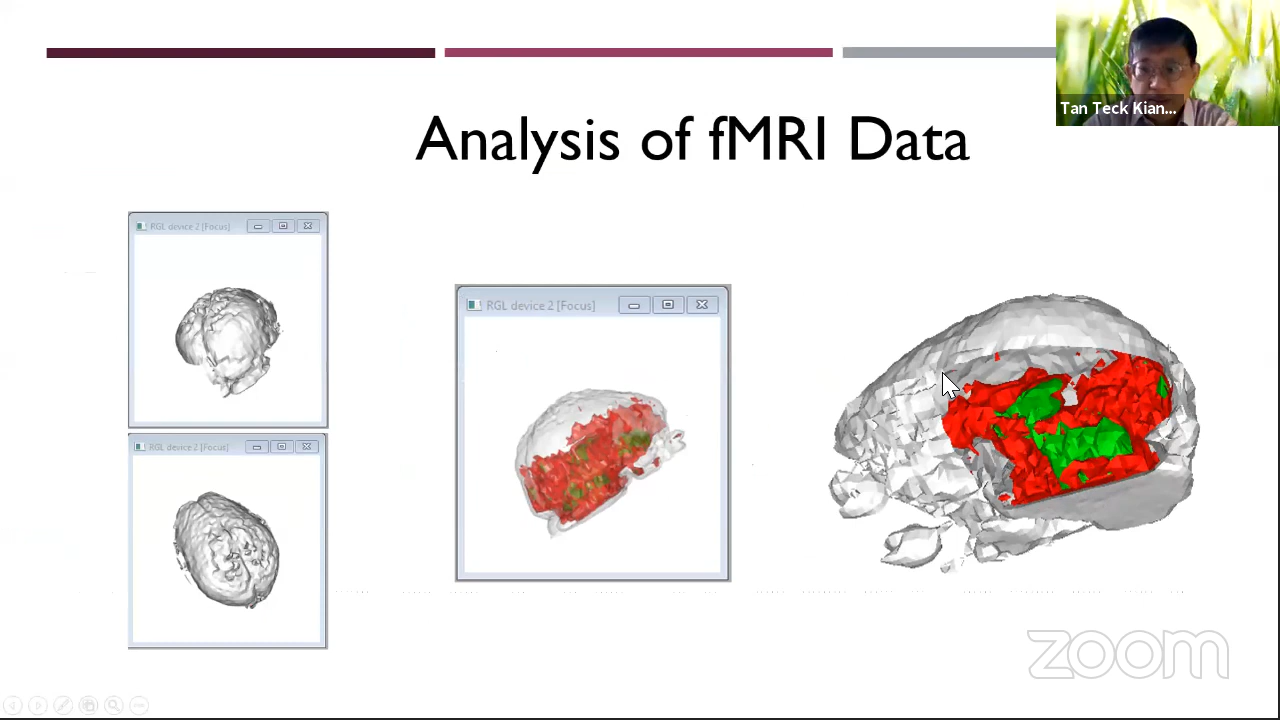 Tan Teck Kian...
Analysis of fMRI Data
RGL device 2 [Focus]
RGL device 2 [Focus]
RGL device 2 [Focus]
zoom